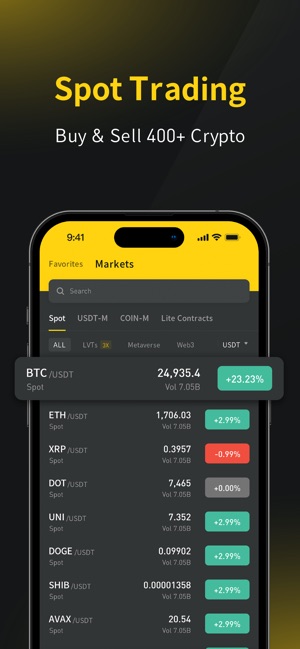 Spot Trading
Buy & Sell 400+ Crypto
9:41
Favorites Markets
Search
Spot USDT-M COIN-M Lite Contracts
ALL LVTs 3X Metaverse Web3 USDT
BTC /USDT 24,935.4 +23.23%
Spot Vol 7.05B
ETH /USDT 1,706.03 +2.99%
Spot Vol 7.05B
XRP /USDT 0.3957 -0.99%
Spot Vol 7.05B
DOT /USDT 7,465 +0.00%
Spot Vol 7.05B
UNI /USDT 7.352 +2.99%
Spot Vol 7.05B
DOGE /USDT 0.09902 +2.99%
Spot Vol 7.05B
SHIB /USDT 0.00001358 +2.99%
Spot Vol 7.05B
AVAX /USDT 20.54 +2.99%
Spot Vol 7.05B